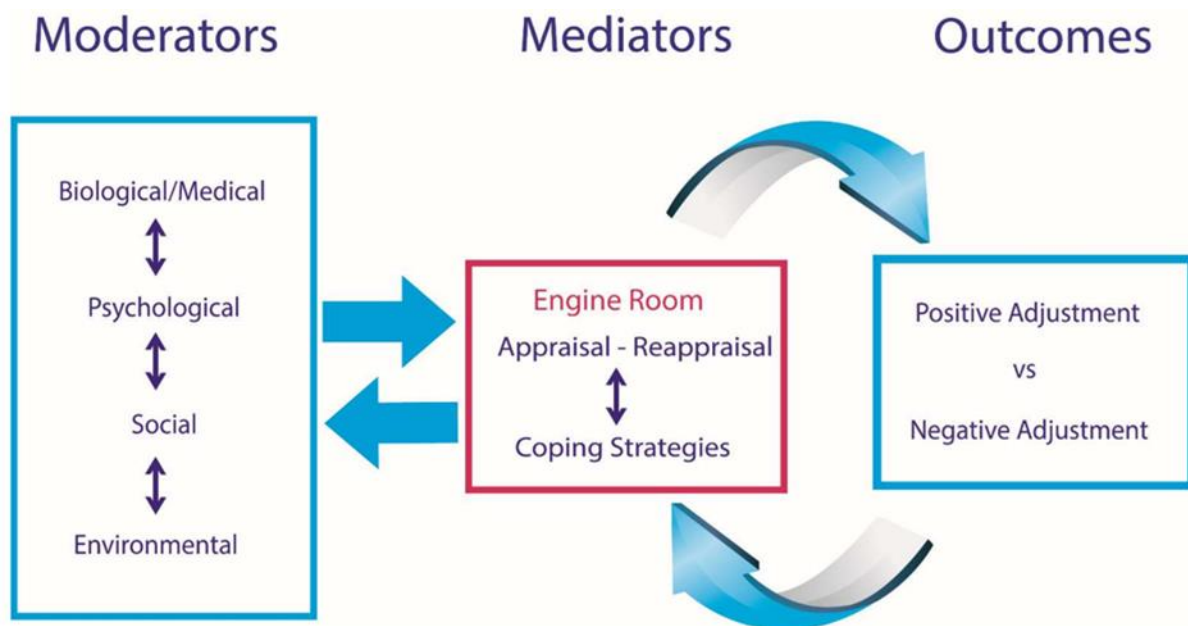 Moderators
Mediators
Outcomes
Biological/Medical
Psychological
Social
Environmental
Engine Room
Appraisal - Reappraisal
Coping Strategies
Positive Adjustment
vs
Negative Adjustment